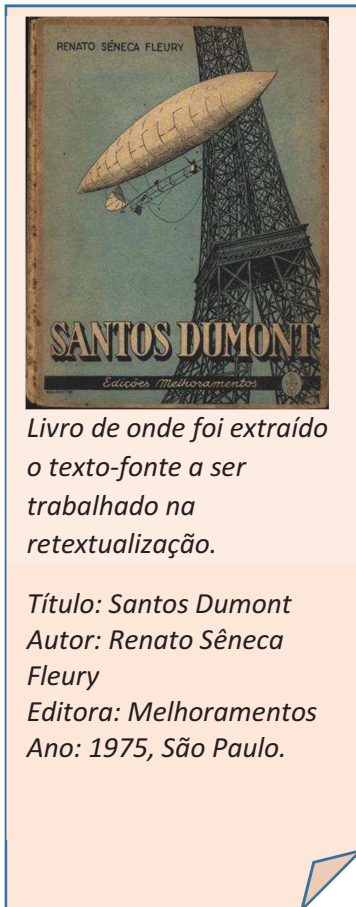 RENATO SÊNECA FLEURY
SANTOS DUMONT
Edições Melhoramentos
Livro de onde foi extraído
o texto-fonte a ser
trabalhado na
retextualização.
Título: Santos Dumont
Autor: Renato Sêneca
Fleury
Editora: Melhoramentos
Ano: 1975, São Paulo.